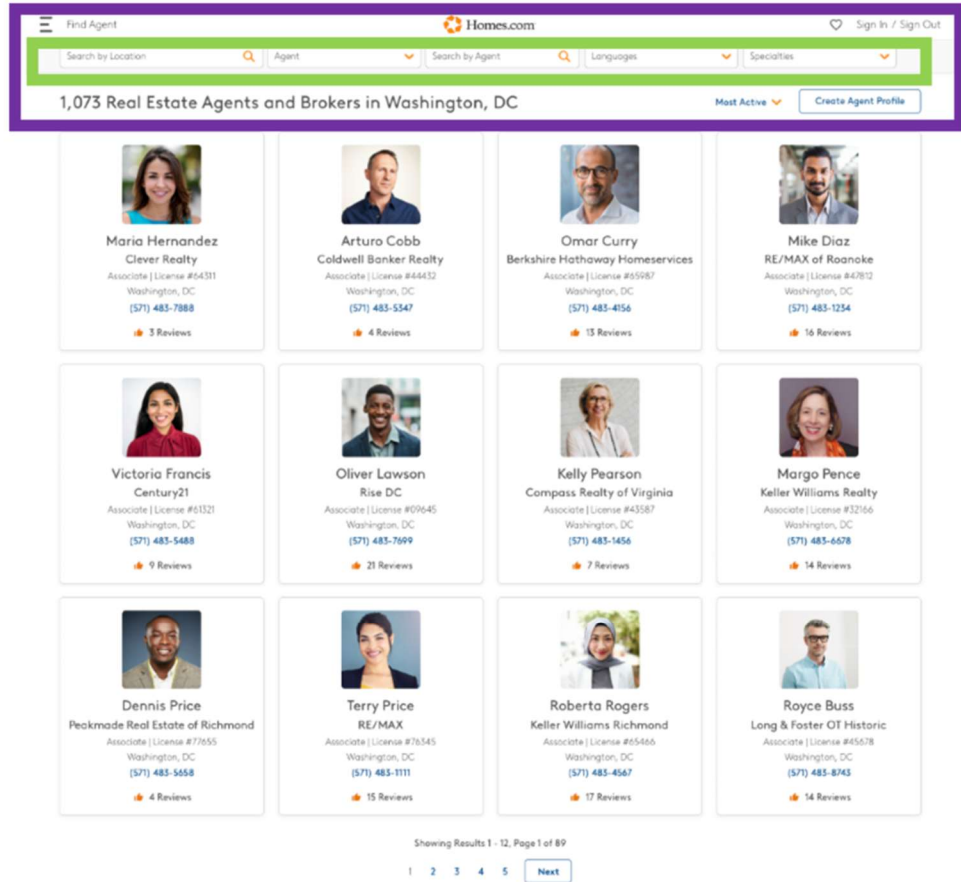 Find Agent
Homes.com
Sign In / Sign Out
Search by Location
Agent
Search by Agent
Languages
Specialties
1,073 Real Estate Agents and Brokers in Washington, DC
Most Active
Create Agent Profile
Maria Hernandez
Clever Realty
Associate | License #64311
Washington, DC
(571) 483-7888
3 Reviews
Arturo Cobb
Coldwell Banker Realty
Associate | License #44432
Washington, DC
(571) 483-5347
4 Reviews
Omar Curry
Berkshire Hathaway Homeservices
Associate | License #65987
Washington, DC
(571) 483-4156
13 Reviews
Mike Diaz
RE/MAX of Roanoke
Associate | License #47812
Washington, DC
(571) 483-1234
16 Reviews
Victoria Francis
Century21
Associate | License #61321
Washington, DC
(571) 483-5488
9 Reviews
Oliver Lawson
Rise DC
Associate | License #09645
Washington, DC
(571) 483-7699
21 Reviews
Kelly Pearson
Compass Realty of Virginia
Associate | License #43587
Washington, DC
(571) 483-1456
7 Reviews
Margo Pence
Keller Williams Realty
Associate | License #32166
Washington, DC
(571) 483-6678
14 Reviews
Dennis Price
Peakmade Real Estate of Richmond
Associate | License #77655
Washington, DC
(571) 483-5658
4 Reviews
Terry Price
RE/MAX
Associate | License #76345
Washington, DC
(571) 483-1111
15 Reviews
Roberta Rogers
Keller Williams Richmond
Associate | License #65466
Washington, DC
(571) 483-4567
17 Reviews
Royce Buss
Long & Foster OT Historic
Associate | License #45678
Washington, DC
(571) 483-8743
14 Reviews
Showing Results 1 - 12, Page 1 of 89
1 2 3 4 5 Next